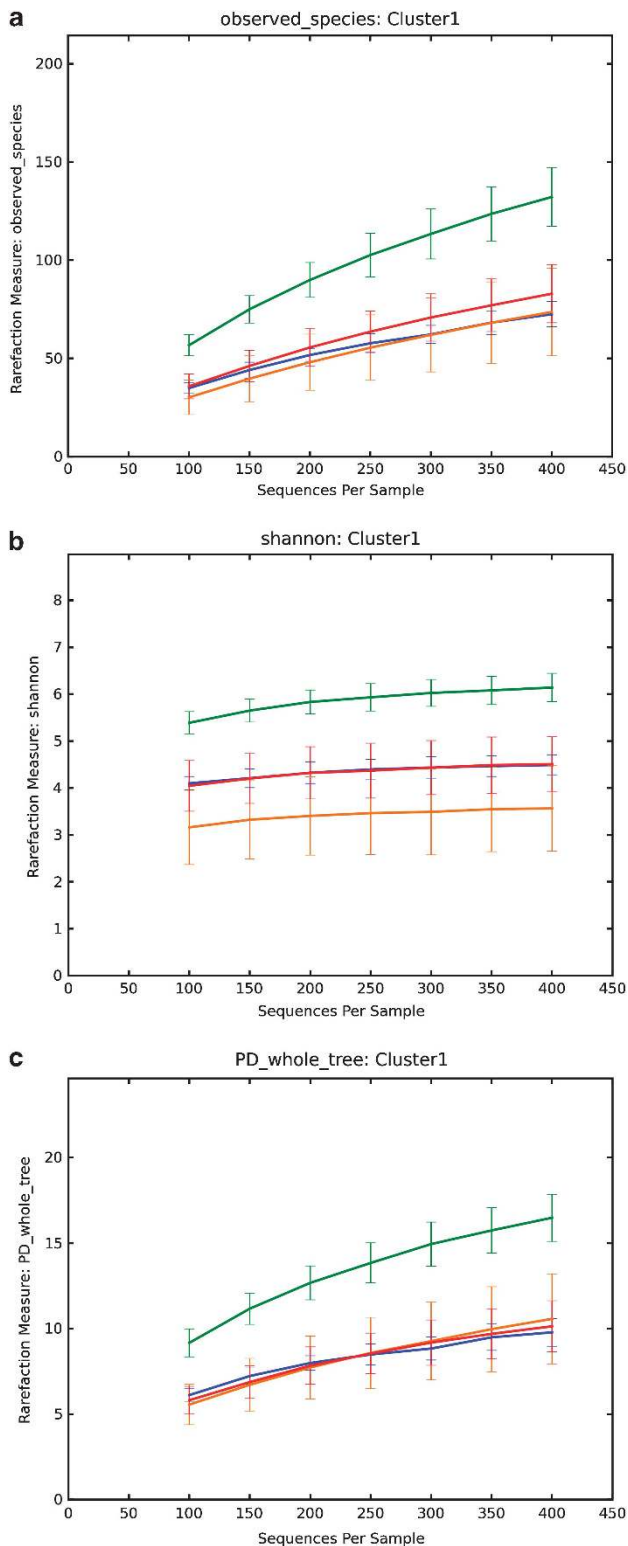 a
observed_species: Cluster1
Rarefaction Measure: observed_species
200
150
100
50
0
0 50 100 150 200 250 300 350 400 450
Sequences Per Sample
b
shannon: Cluster1
Rarefaction Measure: shannon
8
7
6
5
4
3
2
1
0
0 50 100 150 200 250 300 350 400 450
Sequences Per Sample
c
PD_whole_tree: Cluster1
Rarefaction Measure: PD_whole_tree
20
15
10
5
0
0 50 100 150 200 250 300 350 400 450
Sequences Per Sample